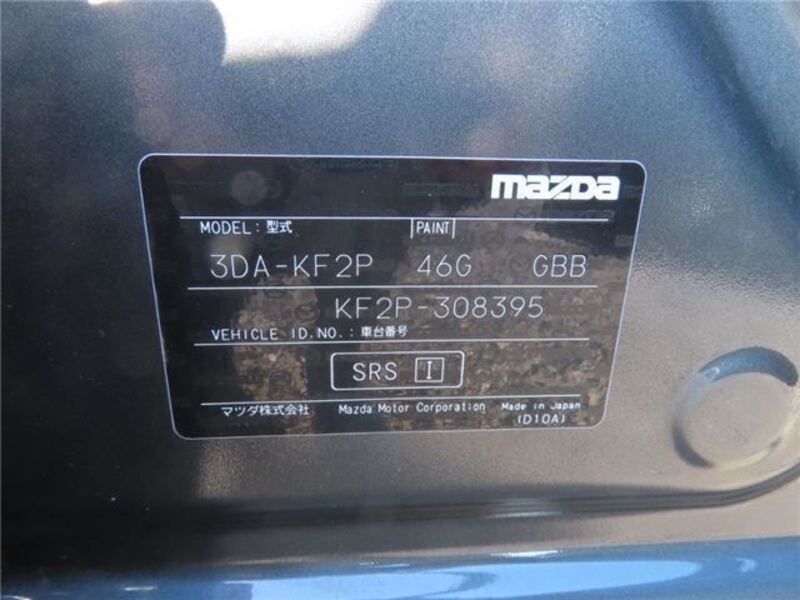 mazda
MODEL: 型式 PAINT
3DA-KF2P 46G GBB
KF2P-308395
VEHICLE ID.NO.: 車台番号
SRS I
マツダ株式会社 Mazda Motor Corporation Made in Japan
(D10A)